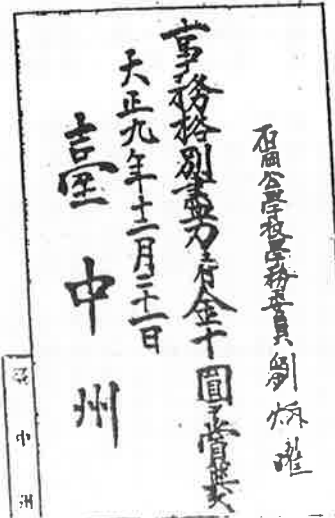 石岡公學校學務委員 劉炳耀
事務格別盡力ニ付金十圓ヲ賞與ス
大正九年十二月二十一日
臺中州
臺中州